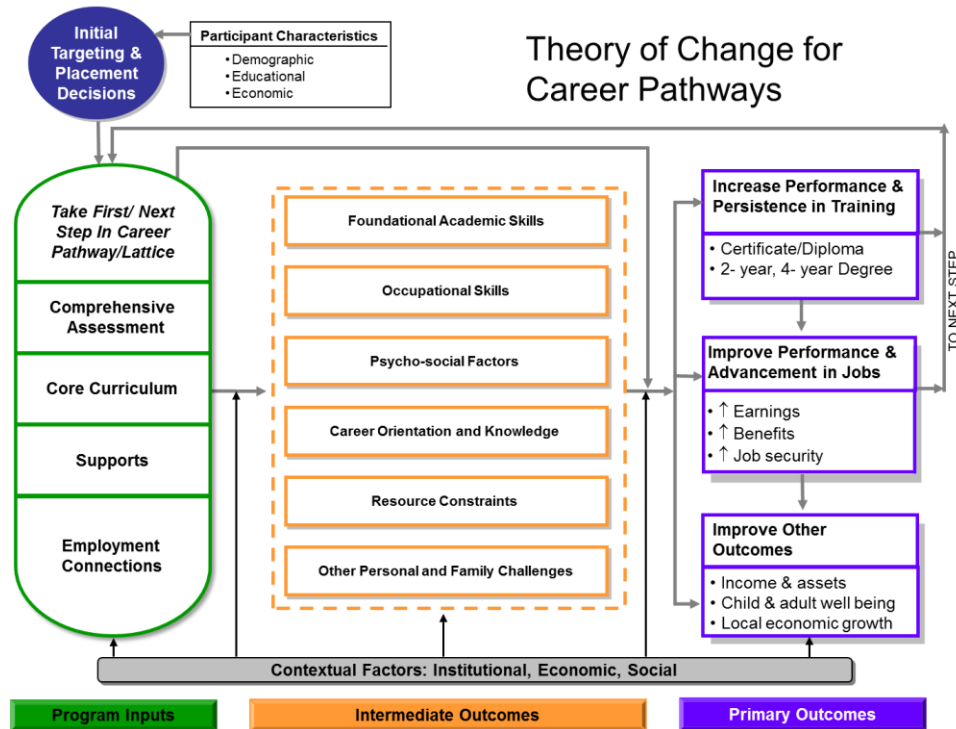 Initial
Targeting &
Placement
Decisions
Participant Characteristics
• Demographic
• Educational
• Economic
Theory of Change for
Career Pathways
Take First/ Next
Step In Career
Pathway/Lattice
Comprehensive
Assessment
Core Curriculum
Supports
Employment
Connections
Foundational Academic Skills
Occupational Skills
Psycho-social Factors
Career Orientation and Knowledge
Resource Constraints
Other Personal and Family Challenges
Increase Performance &
Persistence in Training
• Certificate/Diploma
• 2- year, 4- year Degree
Improve Performance &
Advancement in Jobs
• ↑ Earnings
• ↑ Benefits
• ↑ Job security
Improve Other
Outcomes
• Income & assets
• Child & adult well being
• Local economic growth
TO NEXT STEP
Contextual Factors: Institutional, Economic, Social
Program Inputs
Intermediate Outcomes
Primary Outcomes